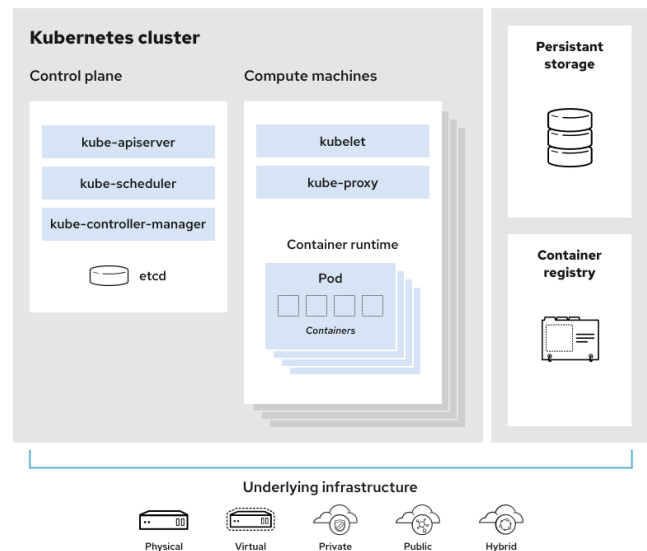 Kubernetes cluster
Control plane
kube-apiserver
kube-scheduler
kube-controller-manager
etcd
Compute machines
kubelet
kube-proxy
Container runtime
Pod
Containers
Persistant
storage
Container
registry
Underlying infrastructure
Physical
Virtual
Private
Public
Hybrid